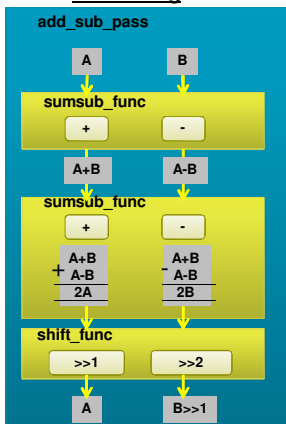 add_sub_pass
A B
sumsub_func
+ -
A+B A-B
sumsub_func
+ -
A+B A+B
+ A-B - A-B
2A 2B
shift_func
>>1 >>2
A B>>1